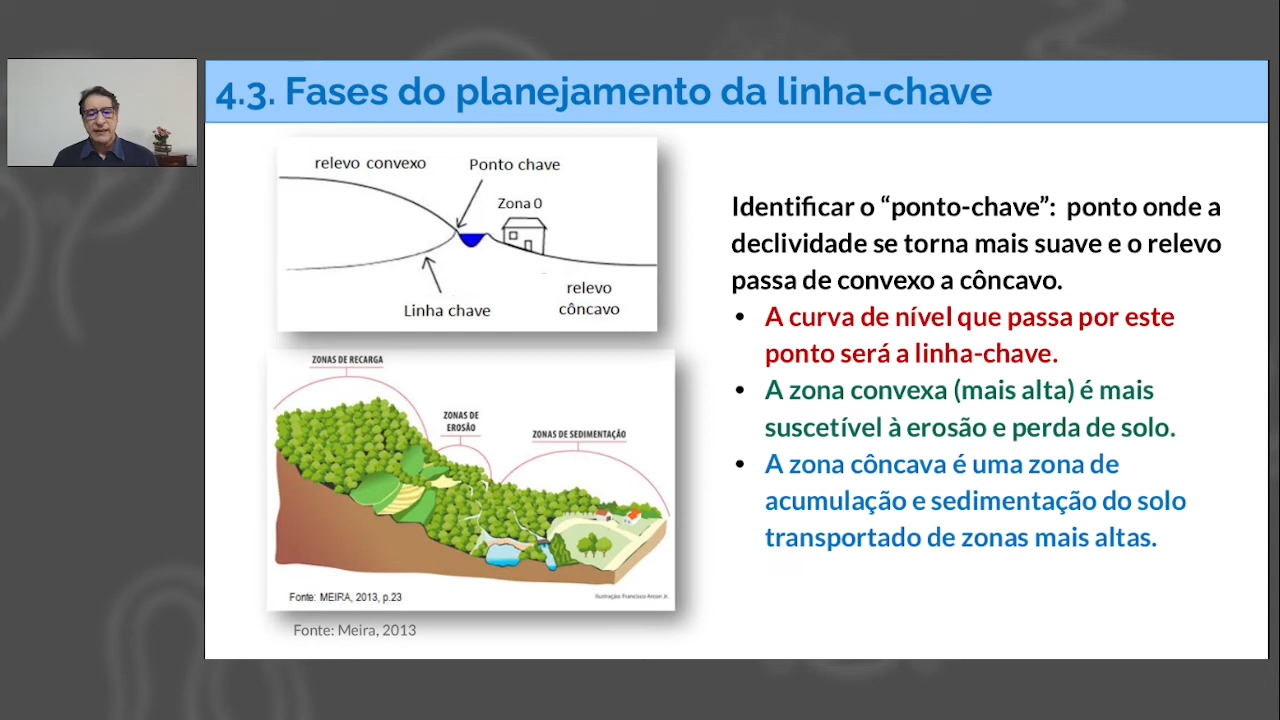 4.3. Fases do planejamento da linha-chave
relevo convexo
Ponto chave
Zona 0
relevo
côncavo
Linha chave
ZONAS DE RECARGA
ZONAS DE
EROSÃO
ZONAS DE SEDIMENTAÇÃO
Fonte: MEIRA, 2013, p.23
Ilustração: Francisco Arcon Jr.
Fonte: Meira, 2013
Identificar o “ponto-chave”: ponto onde a
declividade se torna mais suave e o relevo
passa de convexo a côncavo.
• A curva de nível que passa por este
ponto será a linha-chave.
• A zona convexa (mais alta) é mais
suscetível à erosão e perda de solo.
• A zona côncava é uma zona de
acumulação e sedimentação do solo
transportado de zonas mais altas.